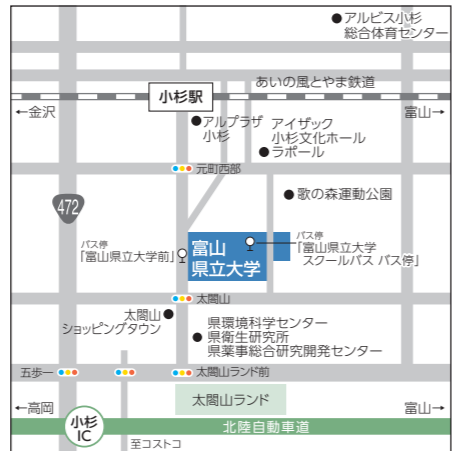 アルビス小杉
総合体育センター
あいの風とやま鉄道
小杉駅
←金沢
富山→
アルプラザ
小杉
アイザック
小杉文化ホール
ラポール
元町西部
歌の森運動公園
472
バス停
「富山県立大学前」
富山
県立大学
バス停
「富山県立大学
スクールバス バス停」
太閤山
太閤山
ショッピングタウン
県環境科学センター
県衛生研究所
県薬事総合研究開発センター
五歩一
太閤山ランド前
太閤山ランド
←高岡
富山→
小杉
IC
北陸自動車道
至コストコ